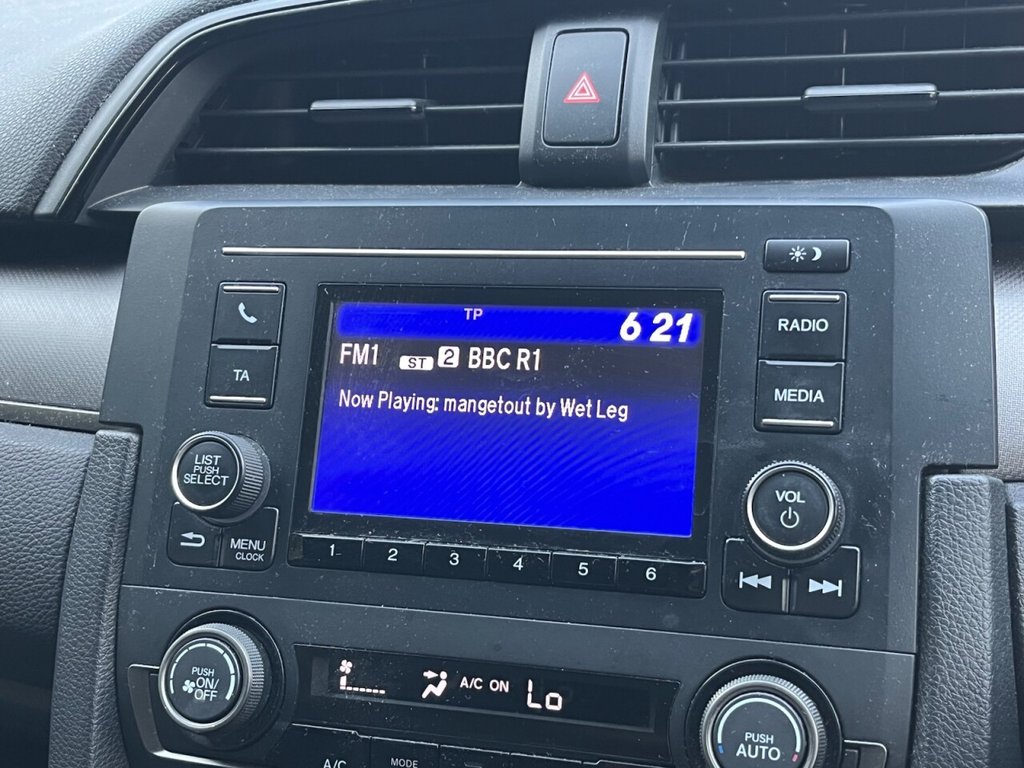 TP 6 21
FM1 ST 2 BBC R1
Now Playing: mangetout by Wet Leg
TA
LIST
PUSH
SELECT
MENU
CLOCK
RADIO
MEDIA
VOL
1 2 3 4 5 6
PUSH
ON/
OFF
A/C ON Lo
PUSH
AUTO
A/C MODE